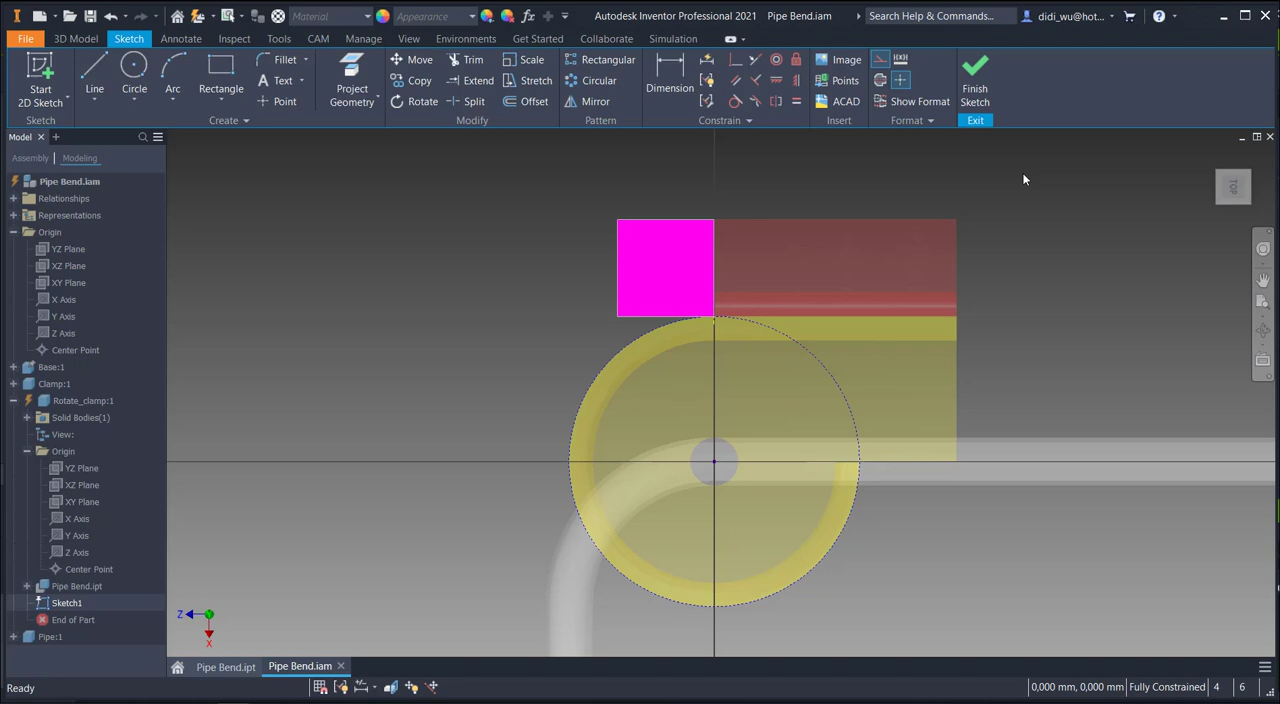 Material
Appearance
Autodesk Inventor Professional 2021 Pipe Bend.iam
Search Help & Commands...
didi_wu@hot...
File 3D Model Sketch Annotate Inspect Tools CAM Manage View Environments Get Started Collaborate Simulation
Start
2D Sketch
Line
Circle
Arc
Rectangle
Fillet
Text
Point
Project
Geometry
Move
Copy
Rotate
Trim
Extend
Split
Scale
Stretch
Offset
Rectangular
Circular
Mirror
Dimension
Image
Points
ACAD
Show Format
Finish
Sketch
Sketch Create Modify Pattern Constrain Insert Format Exit
Model
Assembly Modeling
Pipe Bend.iam
Relationships
Representations
Origin
YZ Plane
XZ Plane
XY Plane
X Axis
Y Axis
Z Axis
Center Point
Base:1
Clamp:1
Rotate_clamp:1
Solid Bodies(1)
View:
Origin
YZ Plane
XZ Plane
XY Plane
X Axis
Y Axis
Z Axis
Center Point
Pipe Bend.ipt
Sketch1
End of Part
Pipe:1
TOP
Z
X
Pipe Bend.ipt Pipe Bend.iam
Ready
0,000 mm, 0,000 mm Fully Constrained 4 6